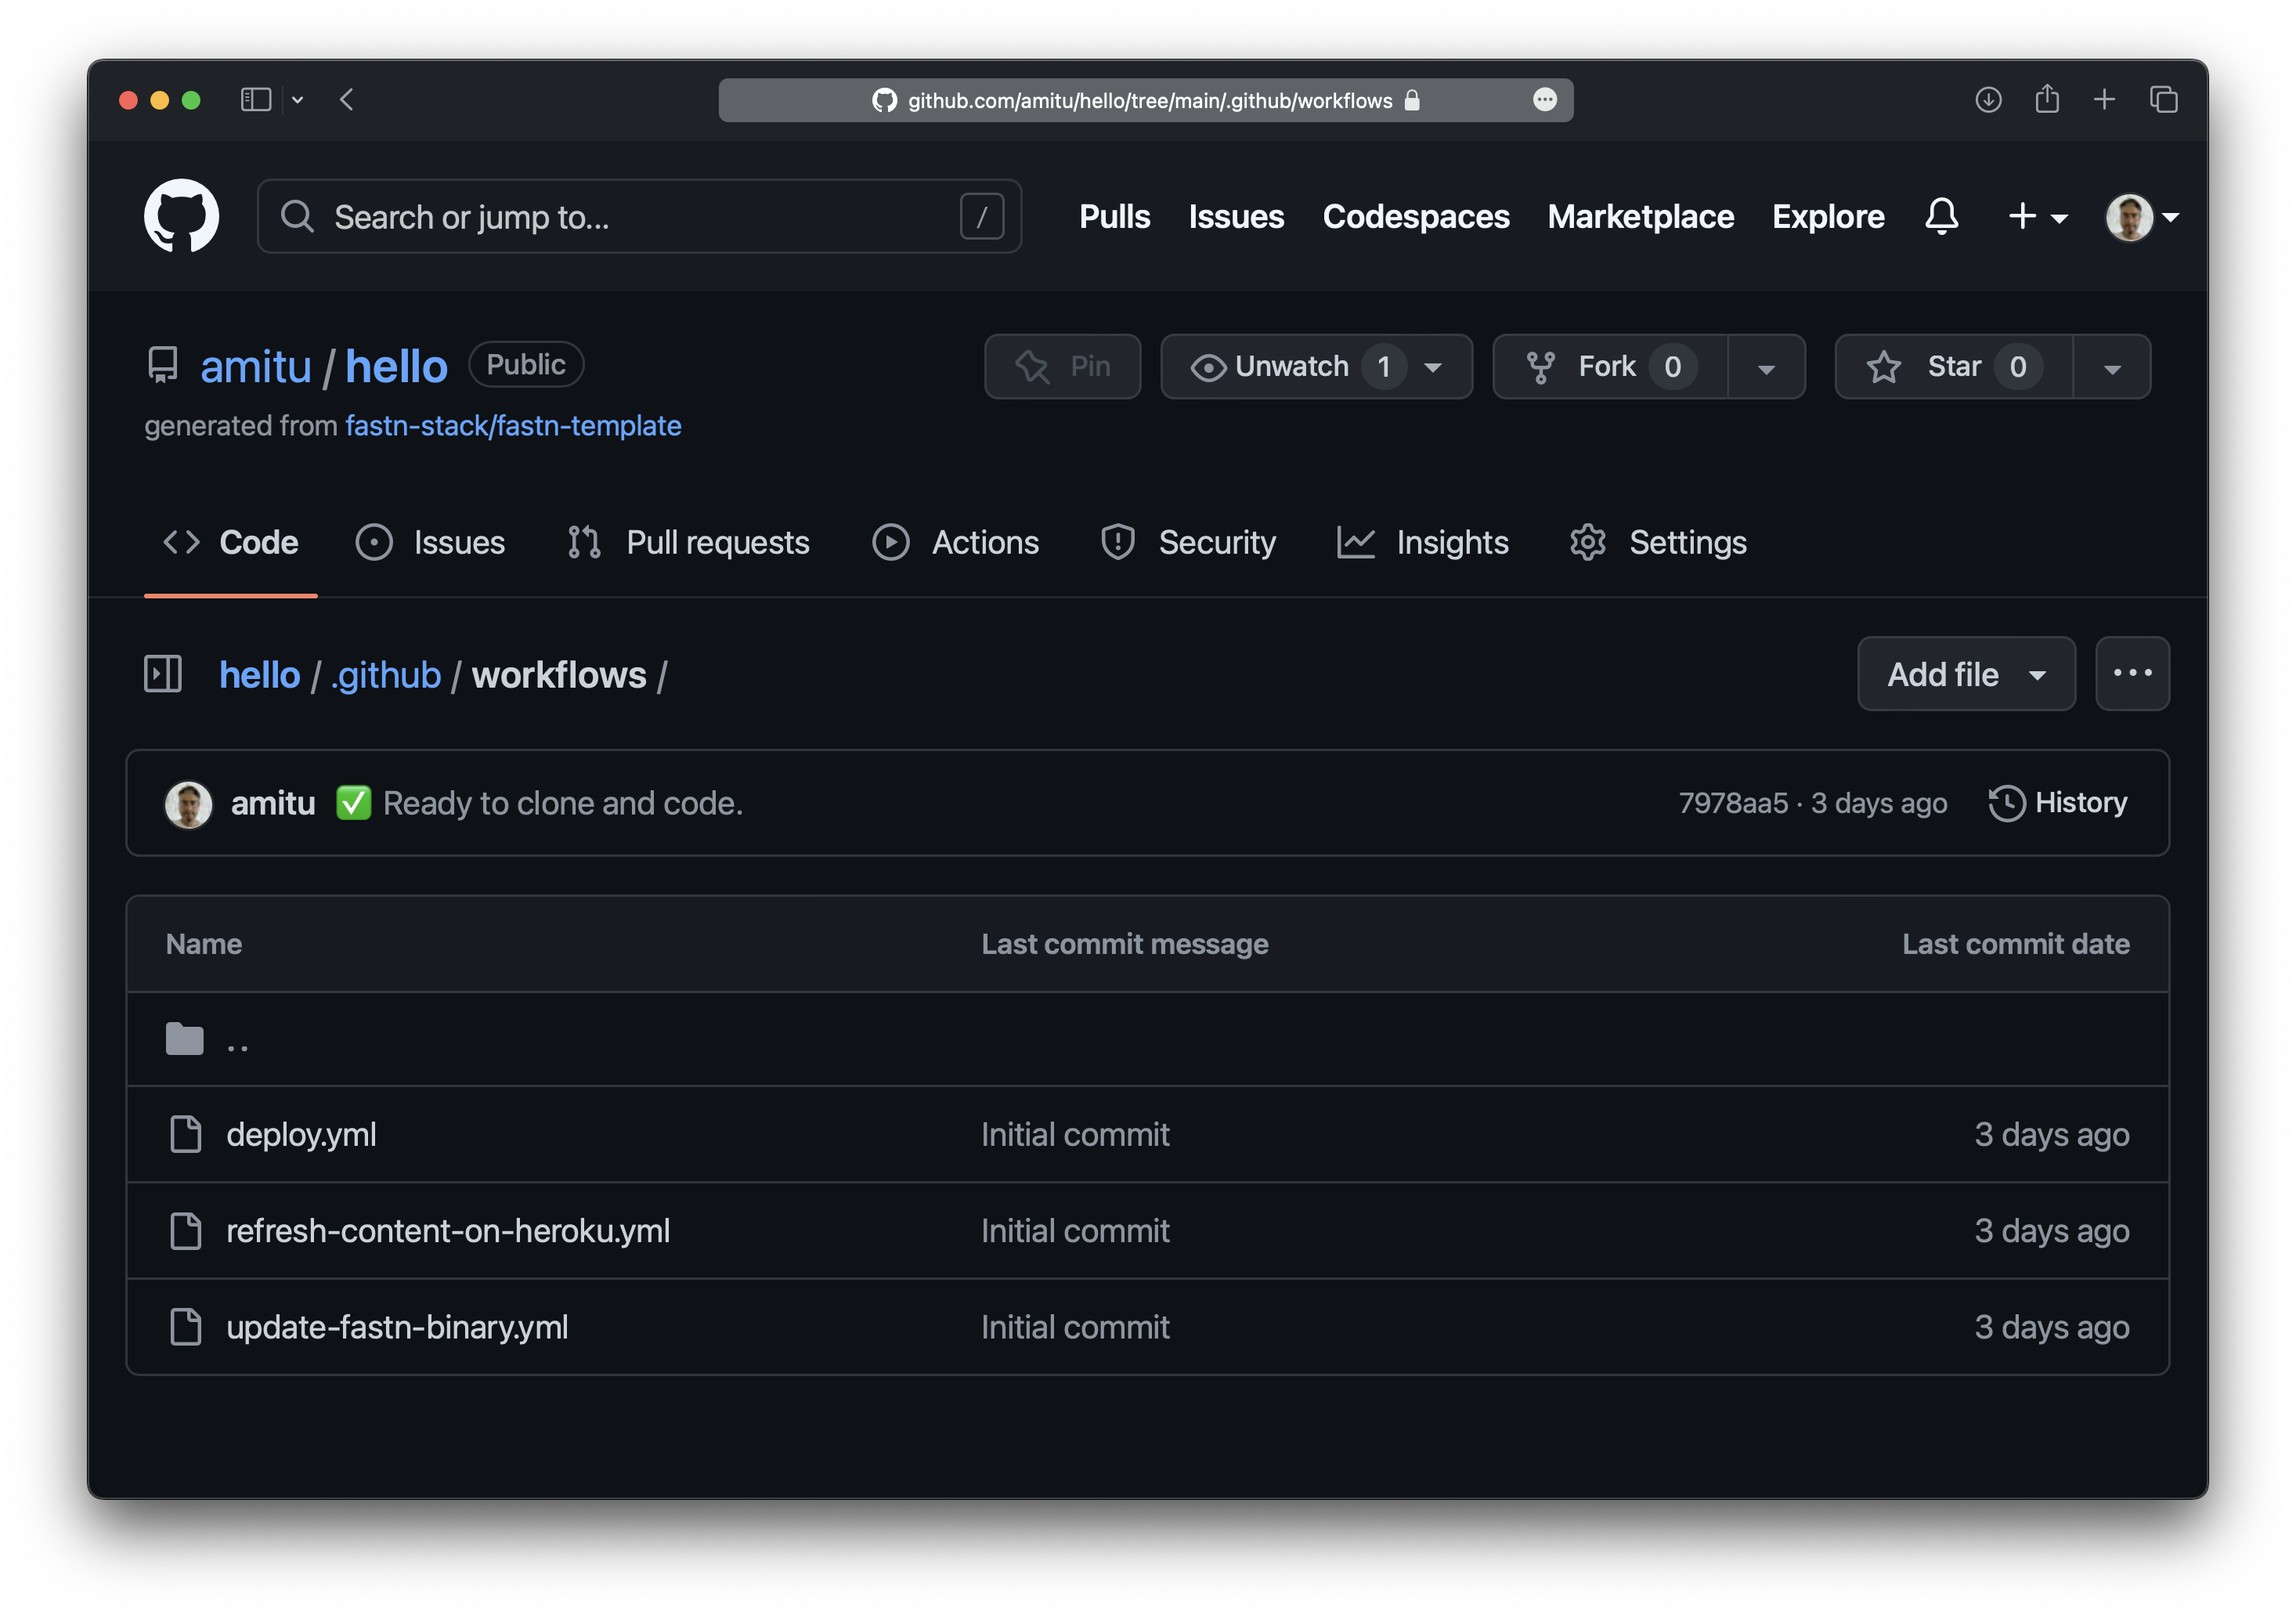 github.com/amitu/hello/tree/main/.github/workflows
Search or jump to... / Pulls Issues Codespaces Marketplace Explore
amitu / hello Public Pin Unwatch 1 Fork 0 Star 0
generated from fastn-stack/fastn-template
Code Issues Pull requests Actions Security Insights Settings
hello / .github / workflows / Add file
amitu ✅ Ready to clone and code. 7978aa5 · 3 days ago History
Name Last commit message Last commit date
..
deploy.yml Initial commit 3 days ago
refresh-content-on-heroku.yml Initial commit 3 days ago
update-fastn-binary.yml Initial commit 3 days ago